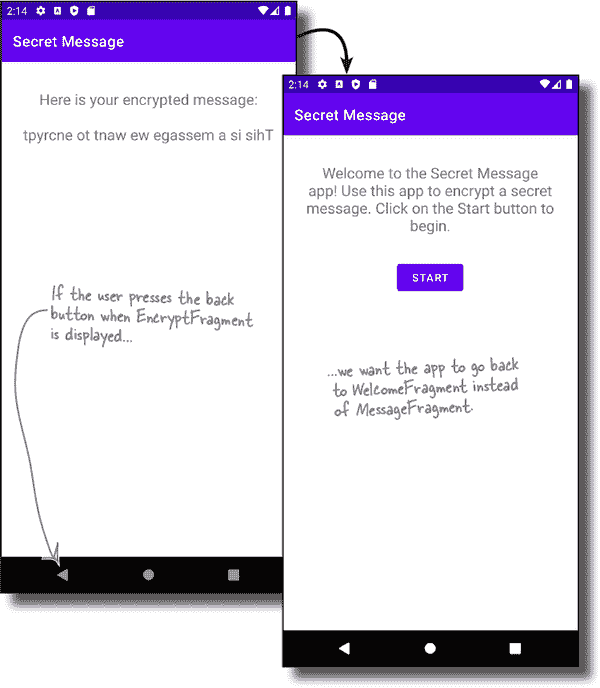 2:14
Secret Message
Here is your encrypted message:
tpyrcne ot tnaw ew egassem a si sihT
If the user presses the back
button when EncryptFragment
is displayed...
2:14
Secret Message
Welcome to the Secret Message
app! Use this app to encrypt a secret
message. Click on the Start button to
begin.
START
...we want the app to go back
to WelcomeFragment instead
of MessageFragment.